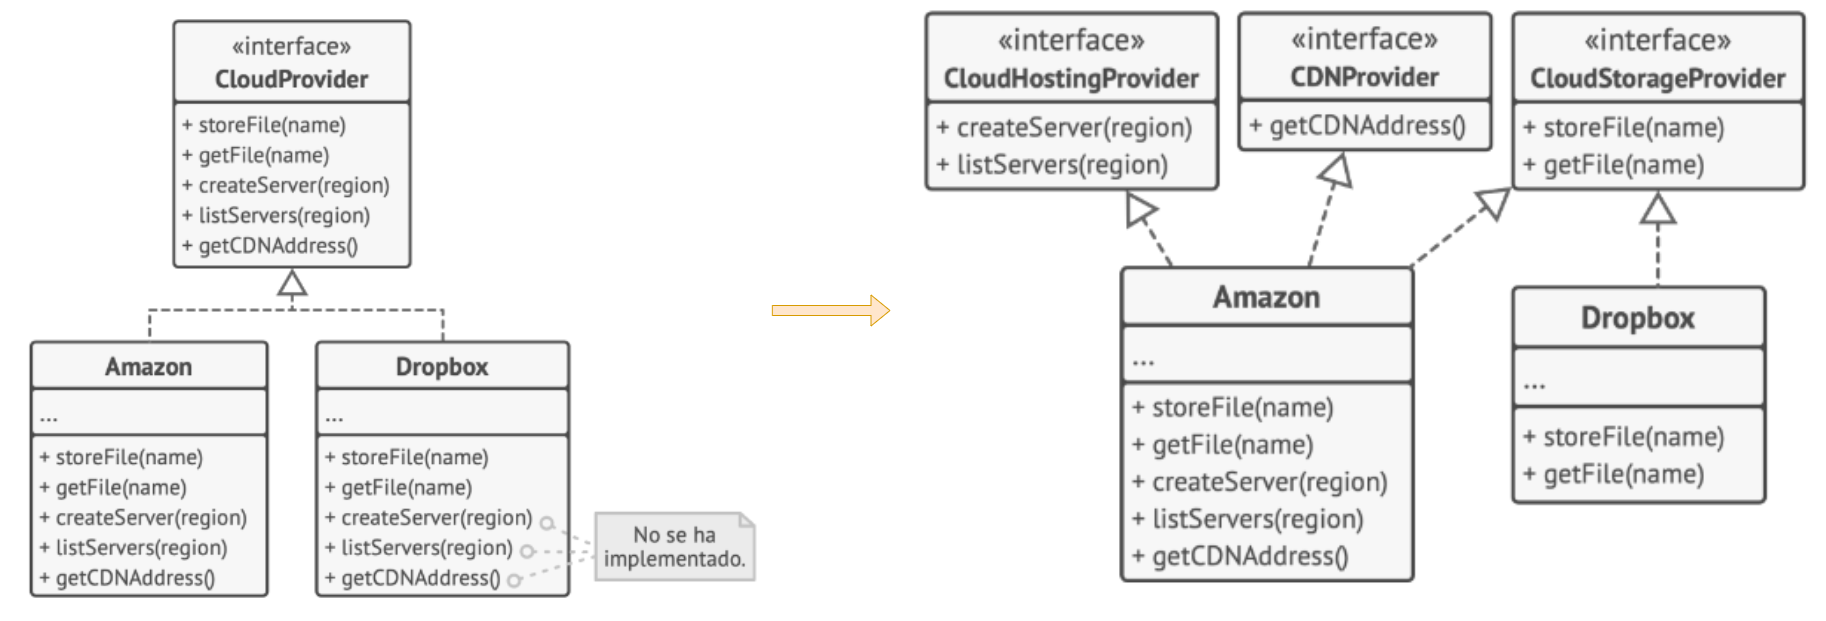 «interface»
CloudProvider
+ storeFile(name)
+ getFile(name)
+ createServer(region)
+ listServers(region)
+ getCDNAddress()
Amazon
...
+ storeFile(name)
+ getFile(name)
+ createServer(region)
+ listServers(region)
+ getCDNAddress()
Dropbox
...
+ storeFile(name)
+ getFile(name)
+ createServer(region)
+ listServers(region)
+ getCDNAddress()
No se ha
implementado.
«interface»
CloudHostingProvider
+ createServer(region)
+ listServers(region)
«interface»
CDNProvider
+ getCDNAddress()
«interface»
CloudStorageProvider
+ storeFile(name)
+ getFile(name)
Amazon
...
+ storeFile(name)
+ getFile(name)
+ createServer(region)
+ listServers(region)
+ getCDNAddress()
Dropbox
...
+ storeFile(name)
+ getFile(name)